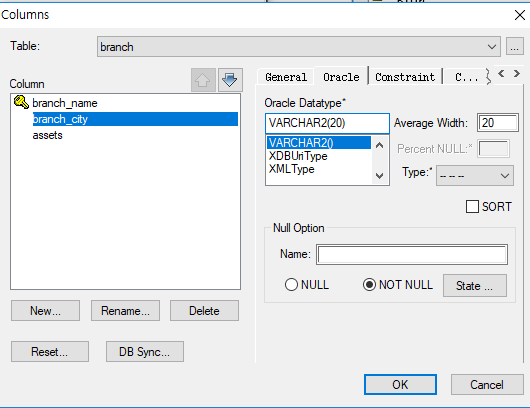 Columns
Table:
branch
...
Column
branch_name
branch_city
assets
New...
Rename...
Delete
Reset...
DB Sync...
General
Oracle
Constraint
C...
Oracle Datatype*
VARCHAR2(20)
Average Width:
20
VARCHAR2()
XDBUriType
XMLType
Percent NULL:*
Type:*
-- -- --
SORT
Null Option
Name:
NULL
NOT NULL
State ...
OK
Cancel